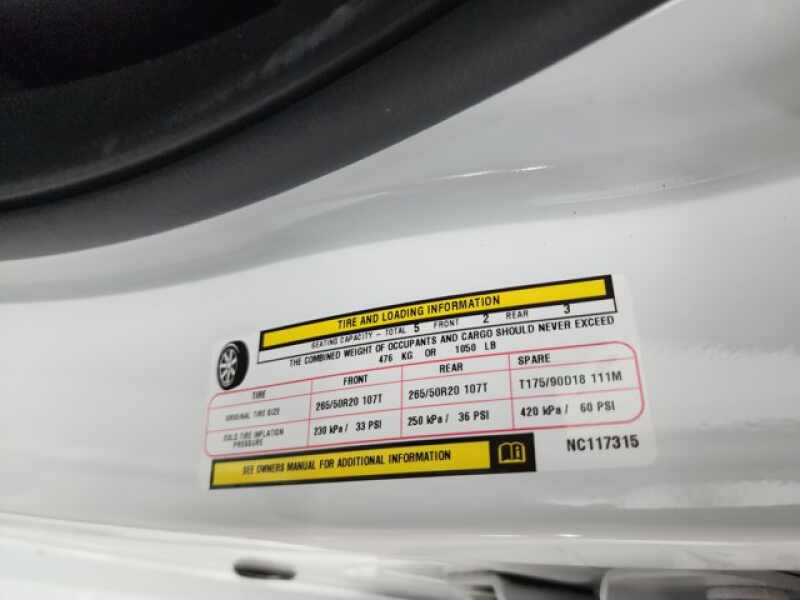 TIRE AND LOADING INFORMATION
SEATING CAPACITY - TOTAL 5 FRONT 2 REAR 3
THE COMBINED WEIGHT OF OCCUPANTS AND CARGO SHOULD NEVER EXCEED
476 KG OR 1050 LB
TIRE FRONT REAR SPARE
ORIGINAL TIRE SIZE 265/50R20 107T 265/50R20 107T T175/90D18 111M
COLD TIRE INFLATION PRESSURE 230 kPa / 33 PSI 250 kPa / 36 PSI 420 kPa / 60 PSI
SEE OWNERS MANUAL FOR ADDITIONAL INFORMATION
NC117315